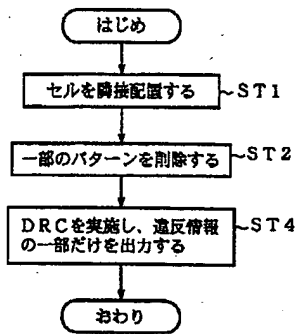 はじめ
セルを隣接配置する
~ST1
一部のパターンを削除する
~ST2
DRCを実施し、違反情報
の一部だけを出力する
~ST4
おわり